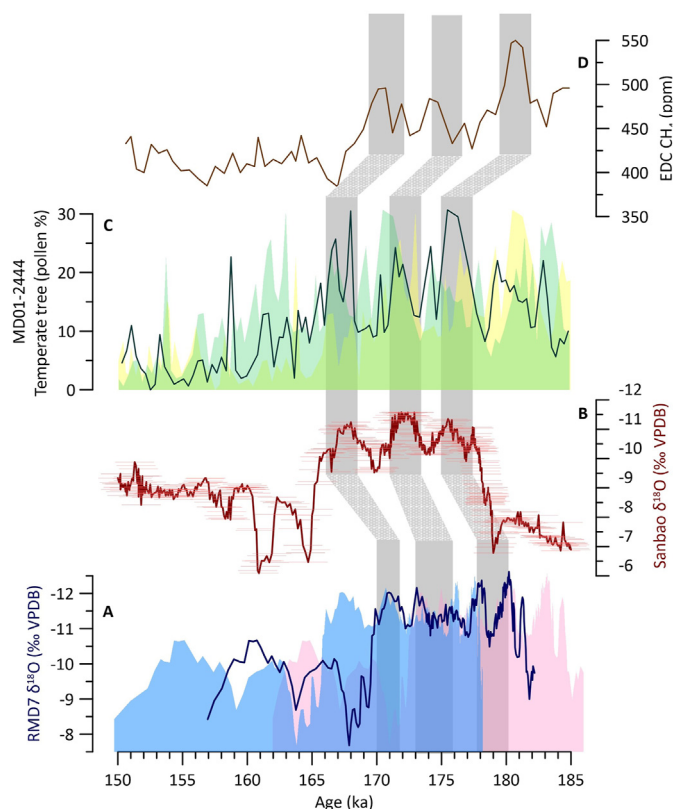 D
550
500
450
400
350
EDC CH₄ (ppm)
C
30
20
10
0
MD01-2444
Temperate tree (pollen %)
B
-12
-11
-10
-9
-8
-7
-6
Sanbao δ¹⁸O (‰ VPDB)
A
-12
-11
-10
-9
-8
RMD7 δ¹⁸O (‰ VPDB)
150 155 160 165 170 175 180 185
Age (ka)